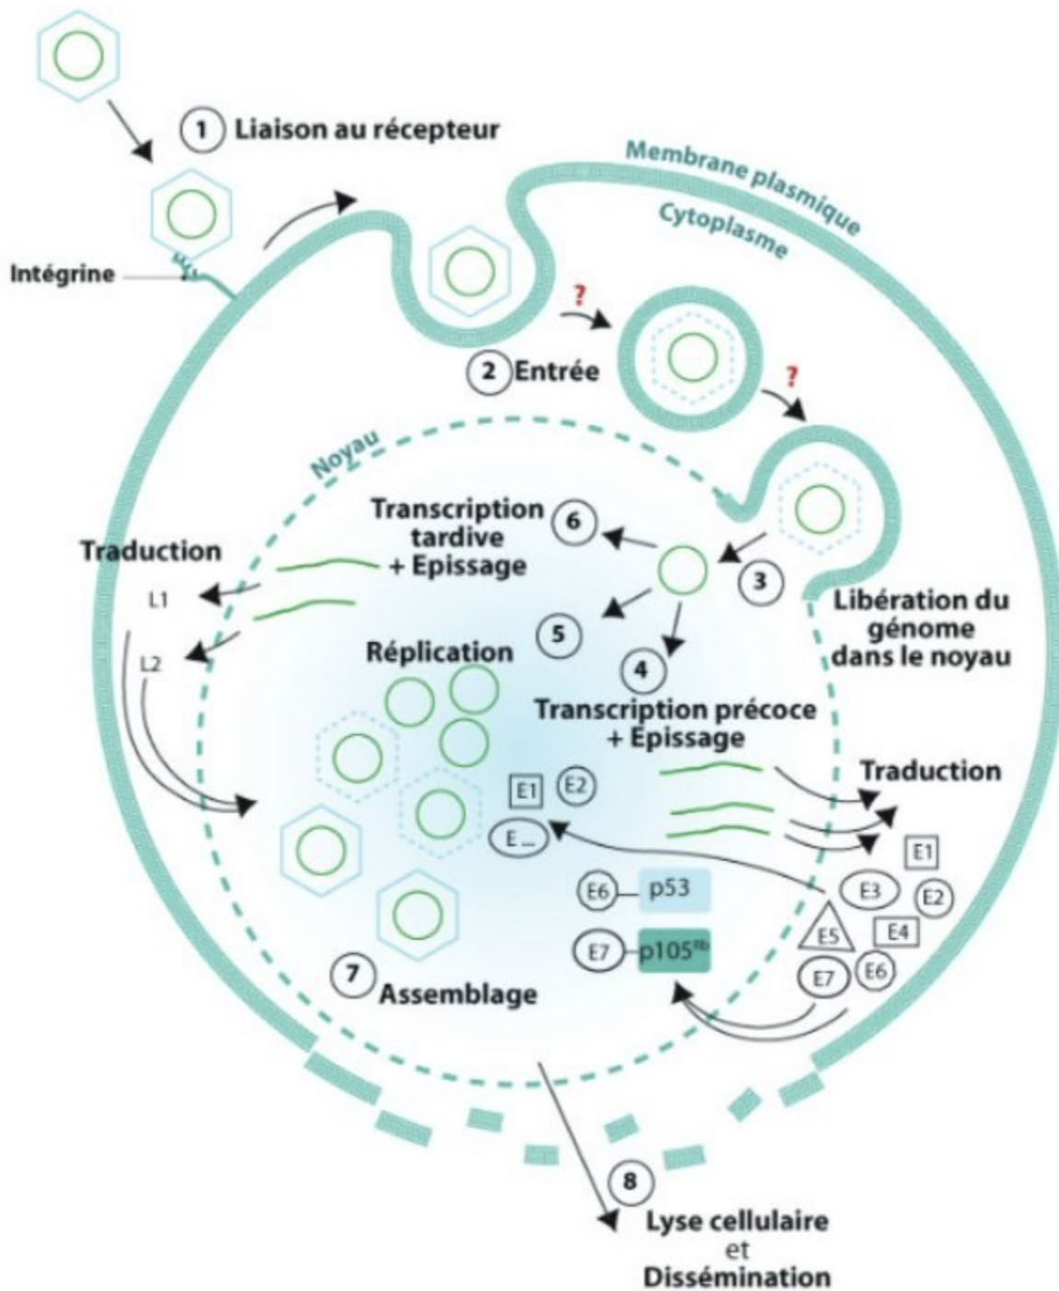 1 Liaison au récepteur
Membrane plasmique
Cytoplasme
Intégrine
?
2 Entrée
?
Noyau
Transcription
tardive
+ Epissage
6
Traduction
L1
L2
3
Libération du
génome
dans le noyau
5
Réplication
4
Transcription précoce
+ Epissage
Traduction
E1
E2
E...
E1
E3
E2
E5
E4
E7
E6
E6
p53
E7
p105ᴿᵇ
7 Assemblage
8
Lyse cellulaire
et
Dissémination